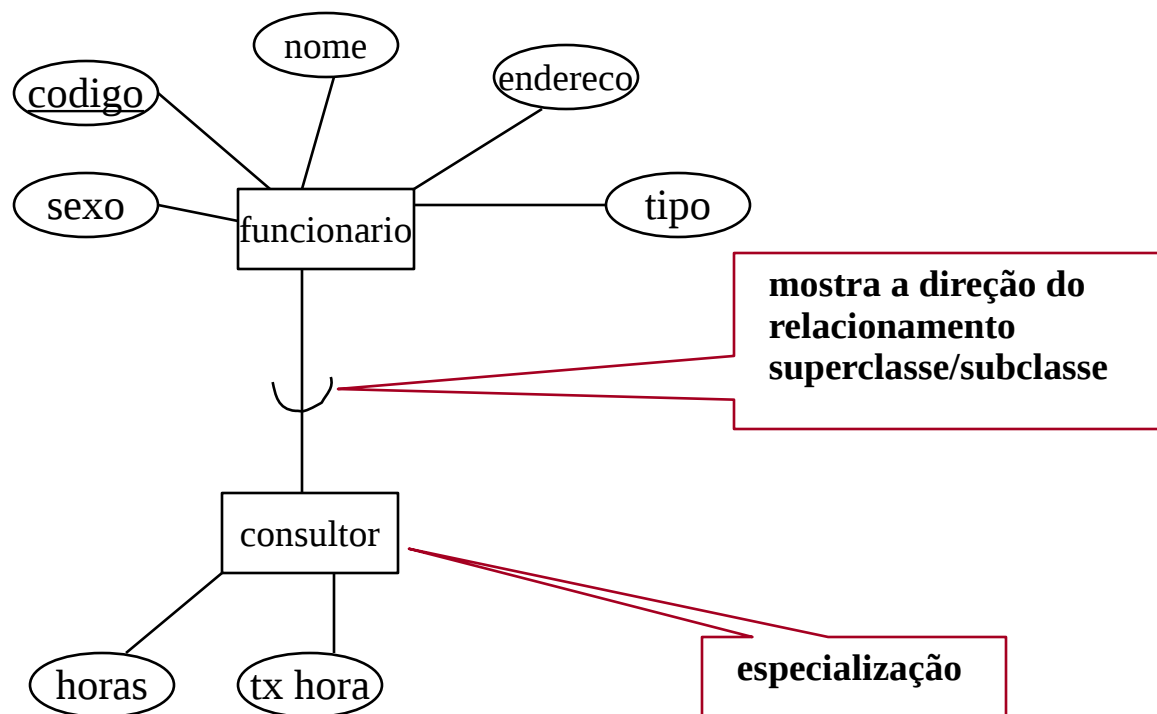 nome
endereco
codigo
sexo
tipo
funcionario
mostra a direção do
relacionamento
superclasse/subclasse
consultor
especialização
horas
tx hora